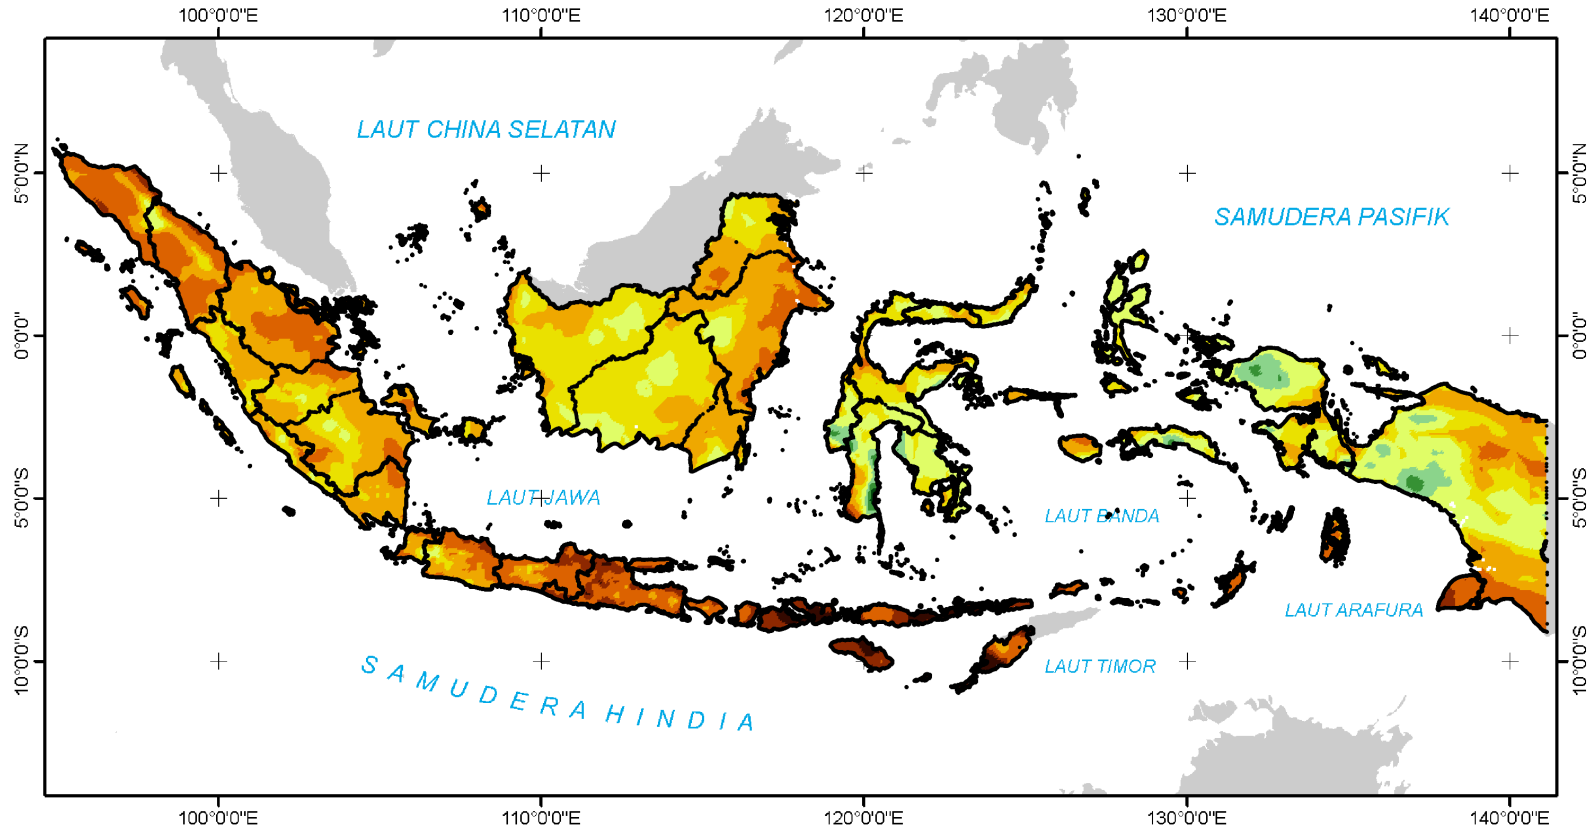 100°0'0"E 110°0'0"E 120°0'0"E 130°0'0"E 140°0'0"E
LAUT CHINA SELATAN
5°0'0"N 5°0'0"N
SAMUDERA PASIFIK
0°0'0" 0°0'0"
5°0'0"S 5°0'0"S
LAUT JAWA
LAUT BANDA
LAUT ARAFURA
10°0'0"S 10°0'0"S
LAUT TIMOR
SAMUDERA HINDIA
100°0'0"E 110°0'0"E 120°0'0"E 130°0'0"E 140°0'0"E